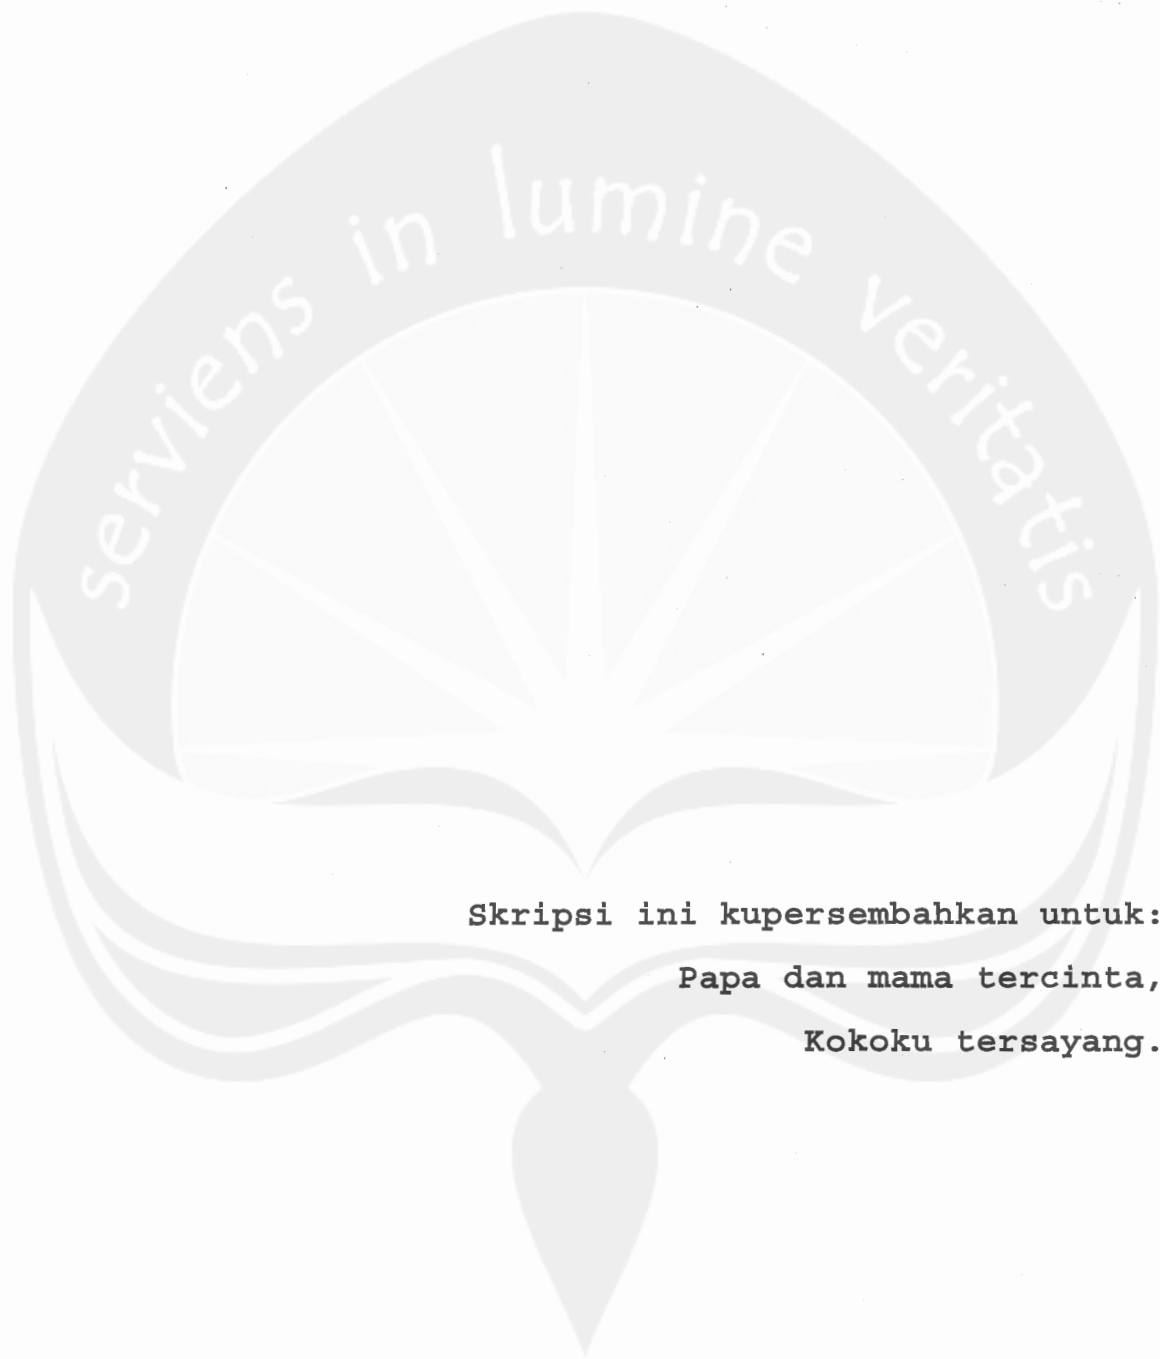 serviens in lumine veritatis
Skripsi ini kupersembahkan untuk:
Papa dan mama tercinta,
Kokoku tersayang.